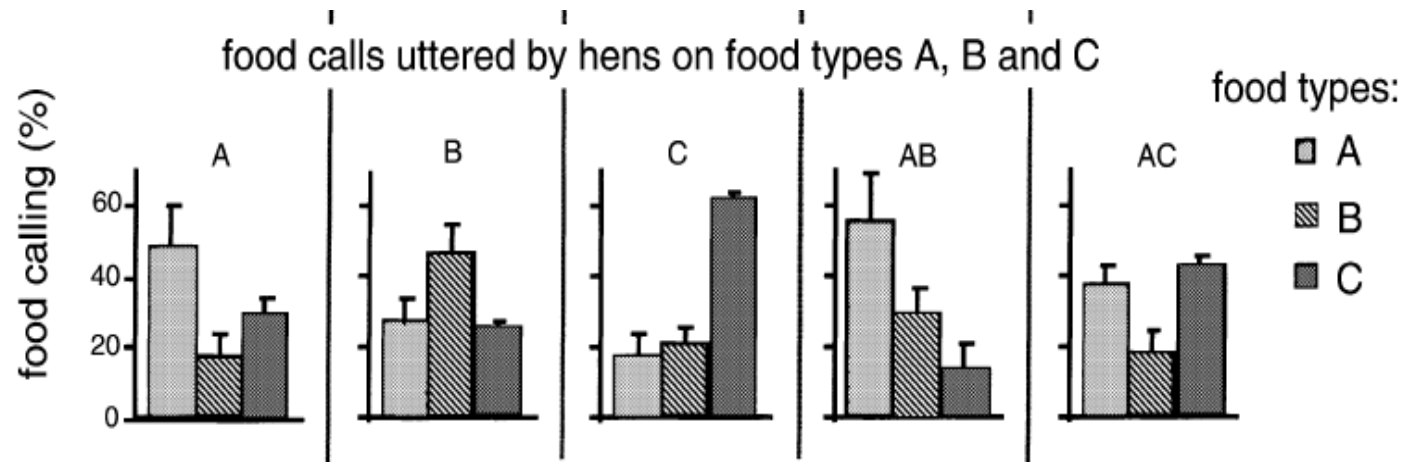 food calls uttered by hens on food types A, B and C
food types:
A
B
C
food calling (%)
A
B
C
AB
AC
60
40
20
0